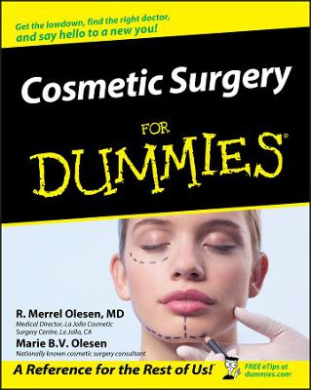 Get the lowdown, find the right doctor,
and say hello to a new you!
Cosmetic Surgery
FOR
DUMMIES®
R. Merrel Olesen, MD
Medical Director, La Jolla Cosmetic
Surgery Centre, La Jolla, CA
Marie B.V. Olesen
Nationally known cosmetic surgery consultant
A Reference for the Rest of Us!
FREE eTips at
dummies.com®